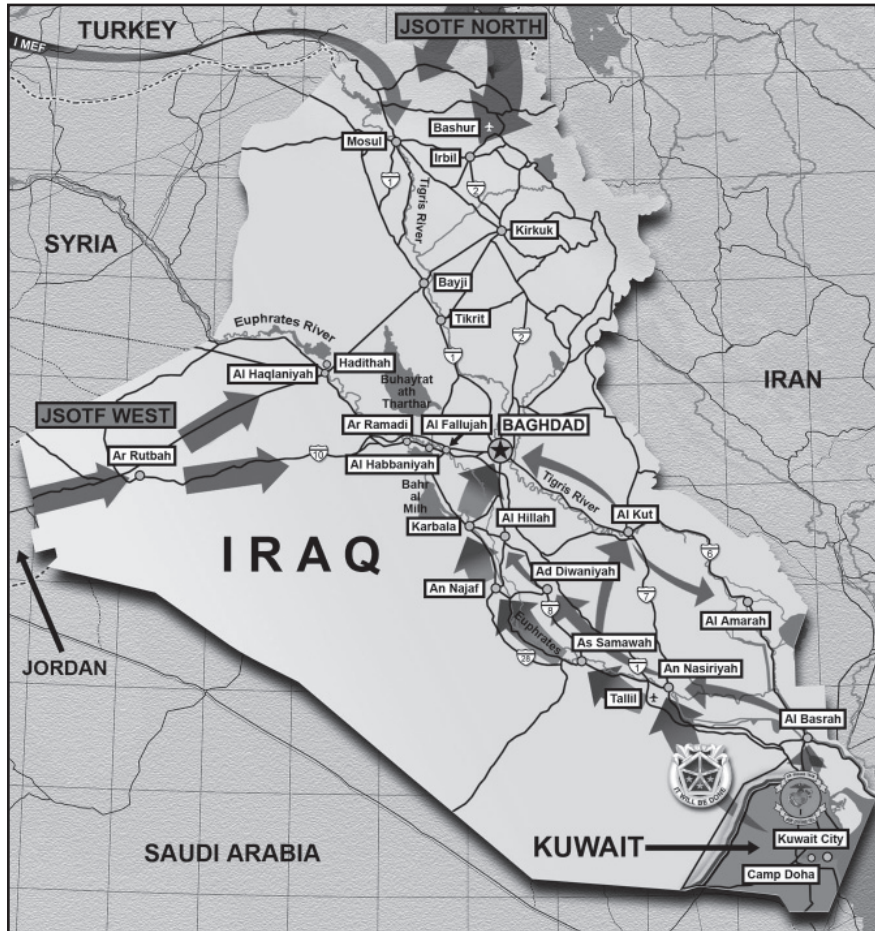 TURKEY
JSOTF NORTH
I MEF
Bashur
Mosul
Irbil
1
2
Tigris River
SYRIA
Kirkuk
Bayji
Tikrit
Euphrates River
2
1
Hadithah
Al Haqlaniyah
Buhayrat
ath
Tharthar
IRAN
JSOTF WEST
Ar Ramadi
Al Fallujah
BAGHDAD
Ar Rutbah
10
Al Habbaniyah
Tigris River
Bahr
al
Milh
Karbala
Al Hillah
Al Kut
IRAQ
6
Ad Diwaniyah
An Najaf
7
8
Al Amarah
Euphrates
As Samawah
JORDAN
28
1
An Nasiriyah
Tallil
Al Basrah
IT WILL BE DONE
KUWAIT
Kuwait City
SAUDI ARABIA
Camp Doha